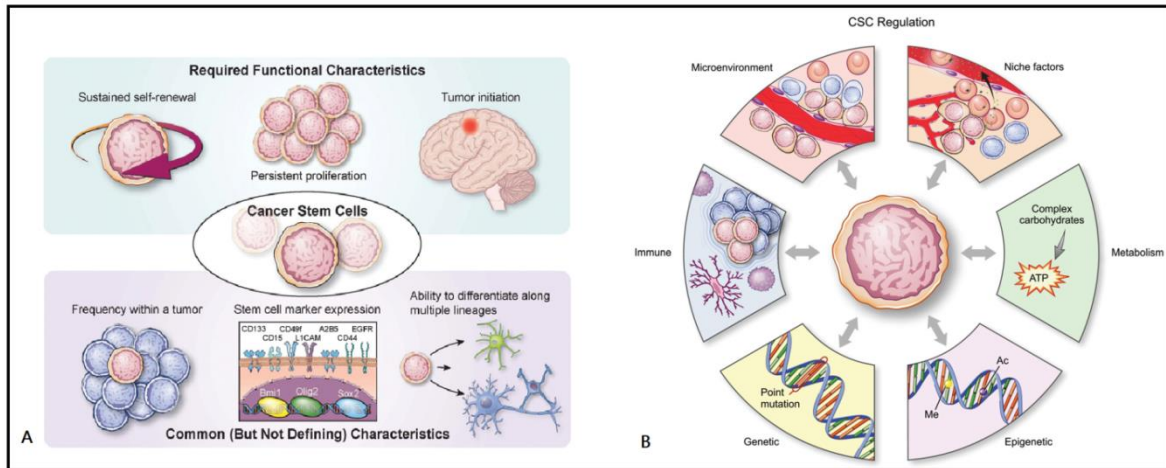 Required Functional Characteristics
Sustained self-renewal
Persistent proliferation
Tumor initiation
Cancer Stem Cells
Frequency within a tumor
Stem cell marker expression
CD133 CD49f A2B5 EGFR
CD15 L1CAM CD44
Bmi1 Olig2 Sox2
Ability to differentiate along
multiple lineages
Common (But Not Defining) Characteristics
A
CSC Regulation
Microenvironment
Niche factors
Immune
Complex
carbohydrates
ATP
Metabolism
Point
mutation
Genetic
Ac
Me
Epigenetic
B